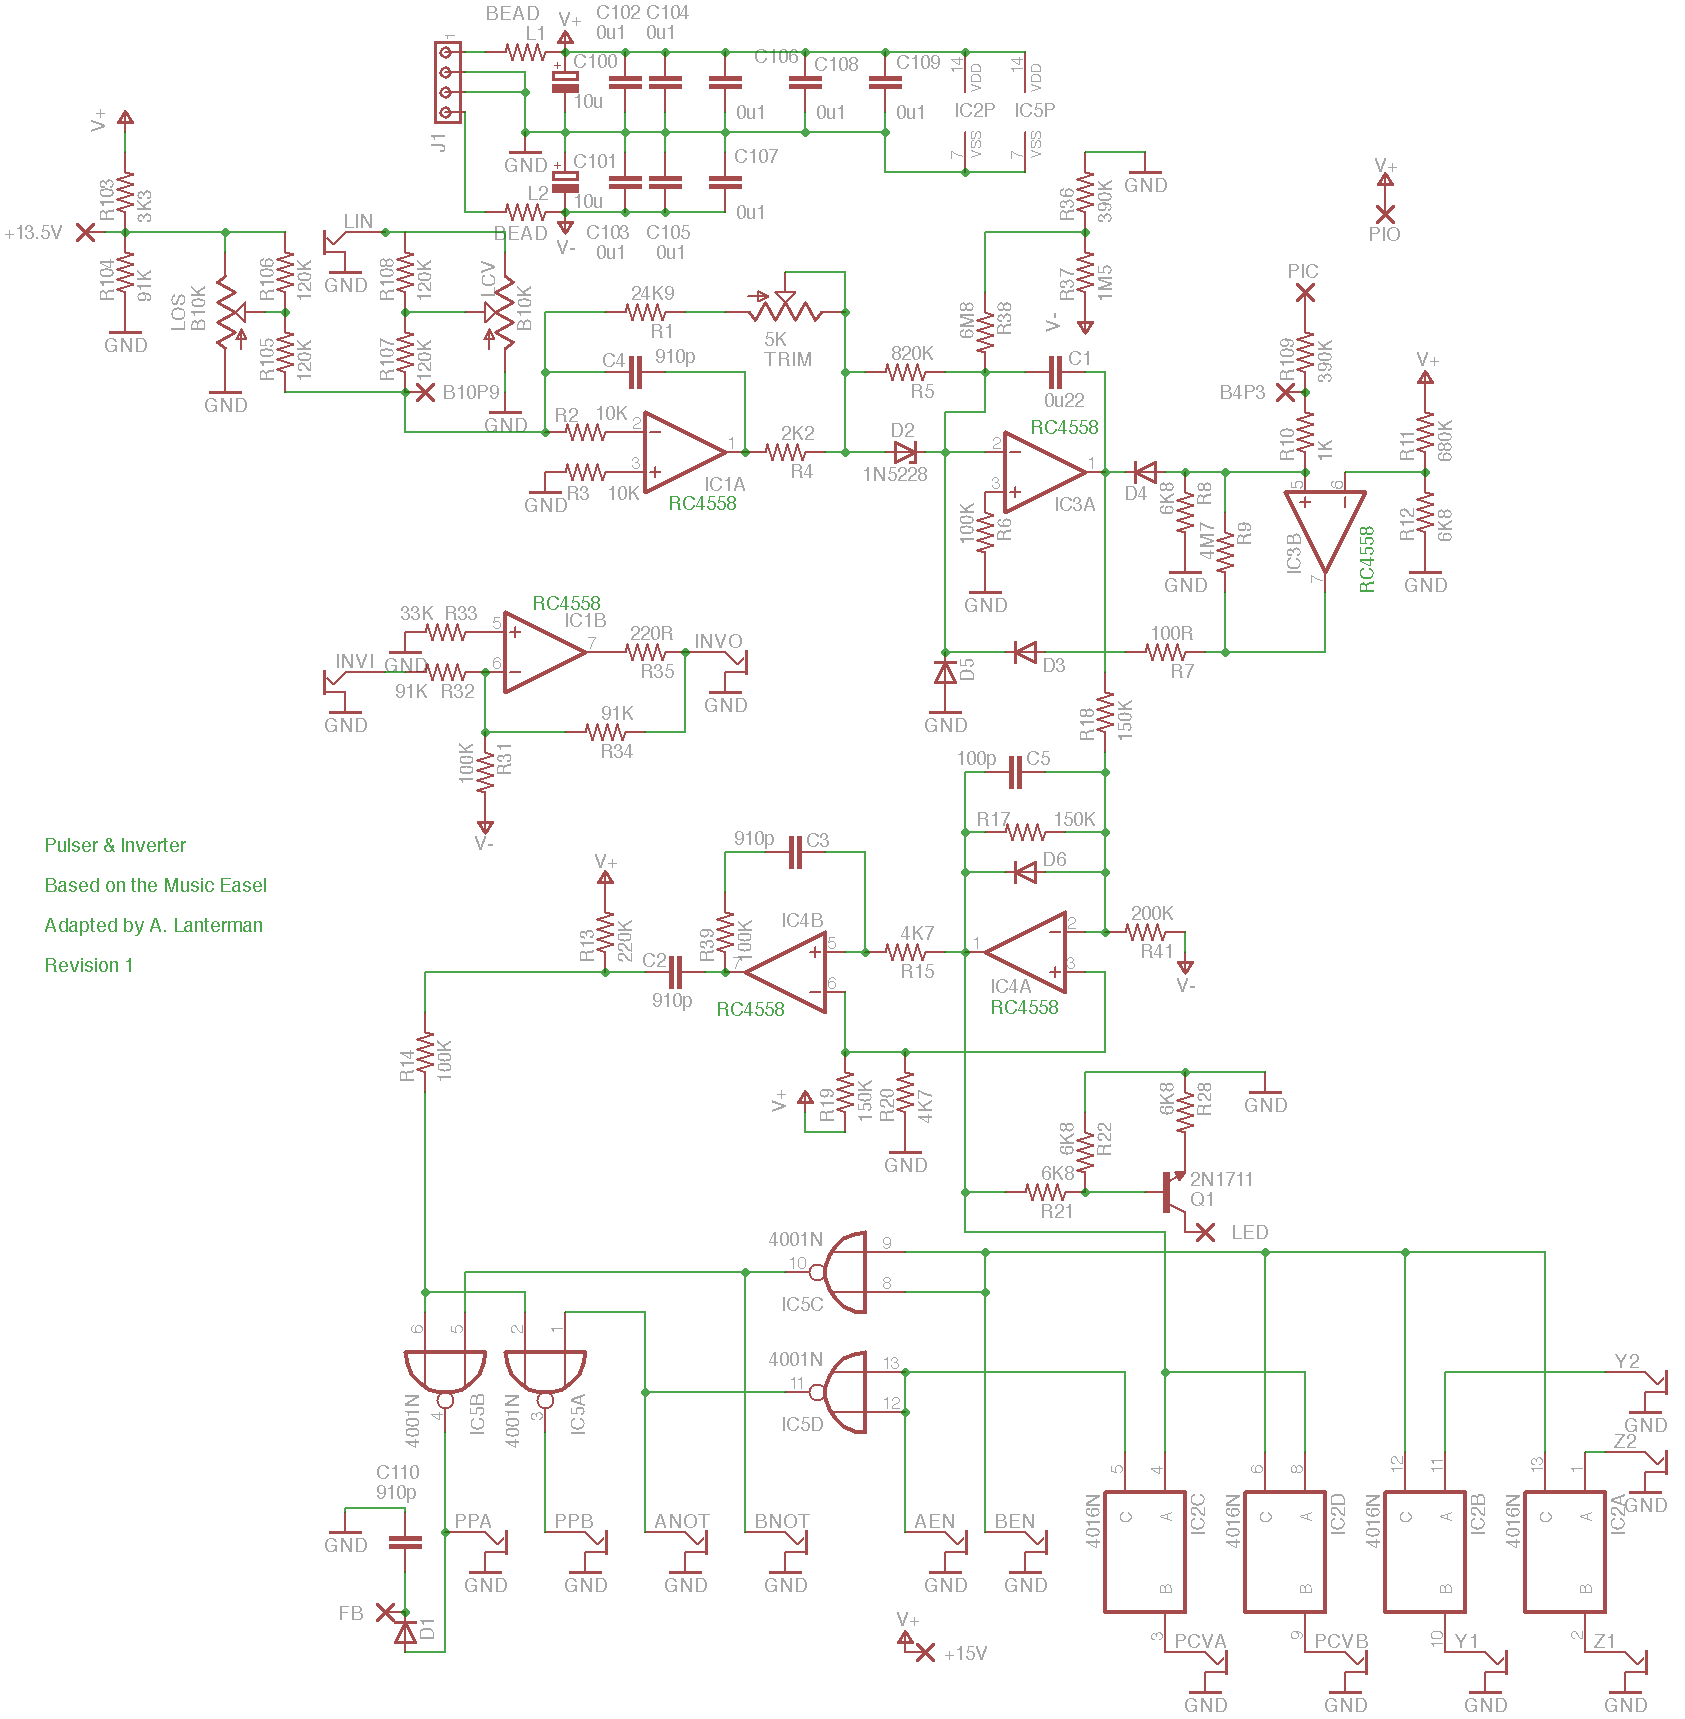 BEAD
L1
V+
C102 C104
0u1 0u1
1
C100
10u
C106
C108
C109
0u1
0u1
0u1
14
VDD
14
VDD
IC2P
IC5P
7
VSS
7
VSS
J1
GND
C101
10u
C107
0u1
L2
BEAD
V-
C103 C105
0u1 0u1
V+
R103
3K3
+13.5V
R104
91K
GND
LOS
B10K
GND
R106
120K
R105
120K
LIN
GND
R108
120K
R107
120K
LCV
B10K
GND
B10P9
24K9
R1
5K
TRIM
C4
910p
R2
10K
2
3
1
R3
10K
GND
IC1A
RC4558
2K2
R4
820K
R5
D2
1N5228
6M8
R38
R36
390K
GND
R37
1M5
V-
C1
0u22
RC4558
2
3
1
IC3A
100K
R6
GND
D4
6K8
R8
GND
4M7
R9
V+
PIO
PIC
R109
390K
B4P3
R10
1K
5
6
7
IC3B
RC4558
V+
R11
680K
R12
6K8
GND
D5
GND
D3
100R
R7
33K R33
GND
INVI
GND
91K R32
RC4558
IC1B
5
6
7
220R
R35
INVO
GND
91K
R34
100K
R31
V-
R18
150K
100p
C5
R17
150K
D6
200K
R41
V-
2
3
1
IC4A
RC4558
4K7
R15
910p
C3
IC4B
5
6
7
RC4558
R39
100K
C2
910p
V+
R13
220K
R14
100K
Pulser & Inverter
Based on the Music Easel
Adapted by A. Lanterman
Revision 1
V+
R19
150K
R20
4K7
GND
6K8
R22
6K8
R28
GND
6K8
R21
2N1711
Q1
LED
4001N
10
9
8
IC5C
4001N
11
13
12
IC5D
6
5
2
1
4001N
4
IC5B
4001N
3
IC5A
C110
910p
GND
FB
D1
PPA
GND
PPB
GND
ANOT
GND
BNOT
GND
AEN
GND
BEN
GND
V+
+15V
5
4
4016N
C
A
B
IC2C
3
PCVA
GND
6
8
4016N
C
A
B
IC2D
9
PCVB
GND
12
11
4016N
C
A
B
IC2B
10
Y1
GND
13
1
4016N
C
A
B
IC2A
2
Z1
GND
Y2
GND
Z2
GND